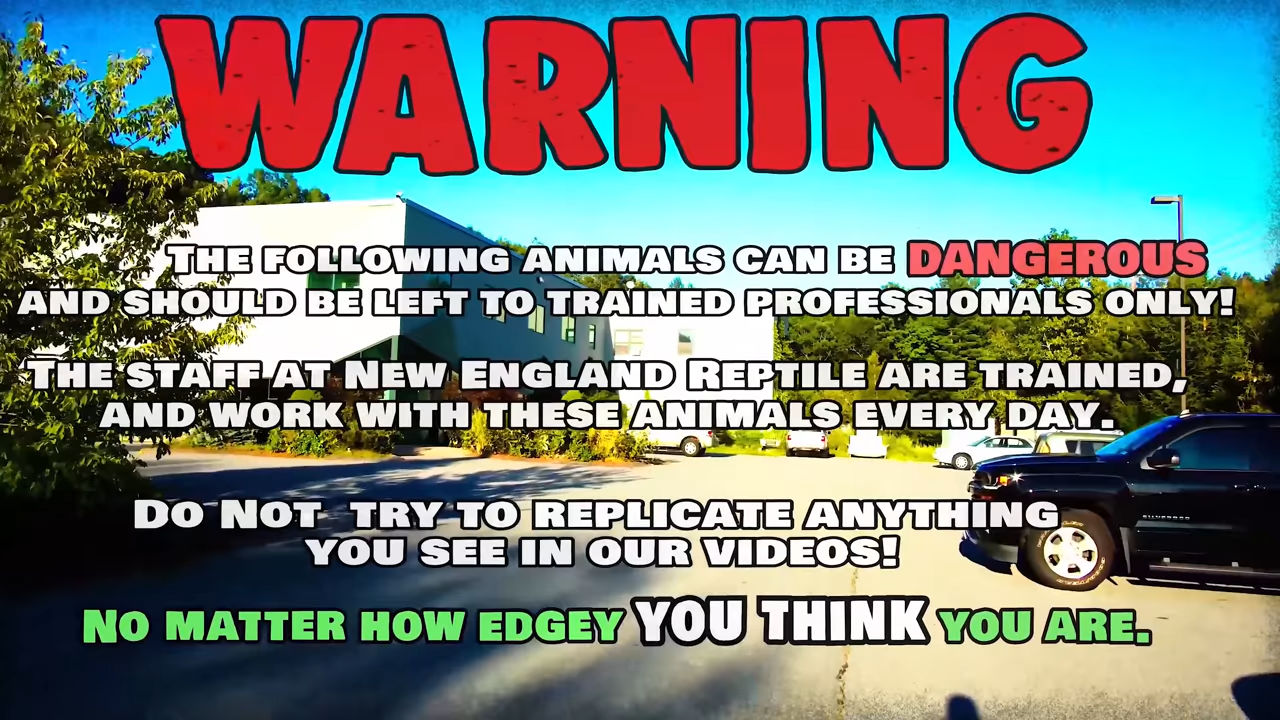 WARNING
The following animals can be DANGEROUS
and should be left to trained professionals only!
The staff at New England Reptile are trained,
and work with these animals every day.
Do Not try to replicate anything
you see in our videos!
No matter how edgey YOU THINK you are.
SILVERADO